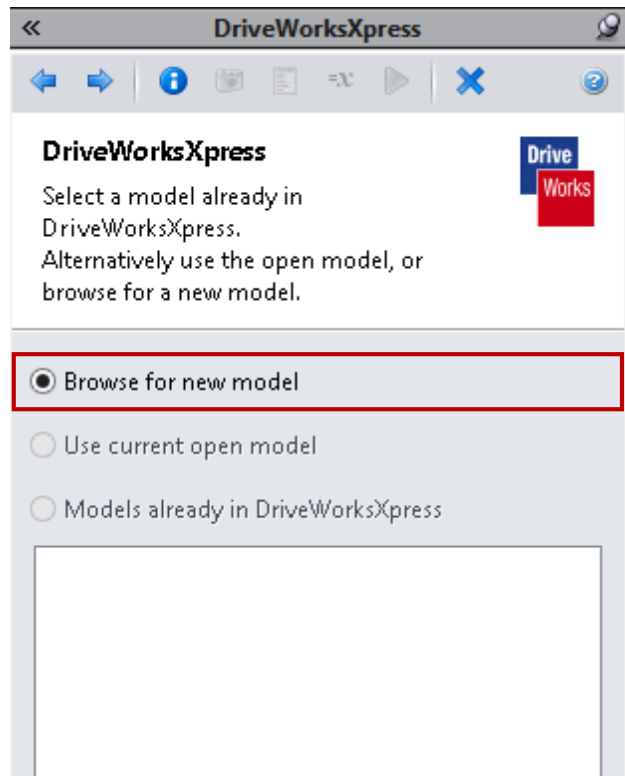 DriveWorksXpress
=x
DriveWorksXpress
Drive
Works
Select a model already in
DriveWorksXpress.
Alternatively use the open model, or
browse for a new model.
Browse for new model
Use current open model
Models already in DriveWorksXpress